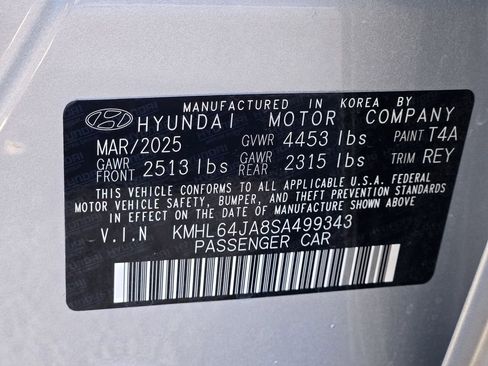 MANUFACTURED IN KOREA BY
HYUNDAI MOTOR COMPANY
MAR/2025 GVWR 4453 lbs PAINT T4A
GAWR FRONT 2513 lbs GAWR REAR 2315 lbs TRIM REY
THIS VEHICLE CONFORMS TO ALL APPLICABLE U.S.A. FEDERAL
MOTOR VEHICLE SAFETY, BUMPER, AND THEFT PREVENTION STANDARDS
IN EFFECT ON THE DATE OF MANUFACTURE SHOWN ABOVE.
V.I.N KMHL64JA8SA499343
PASSENGER CAR